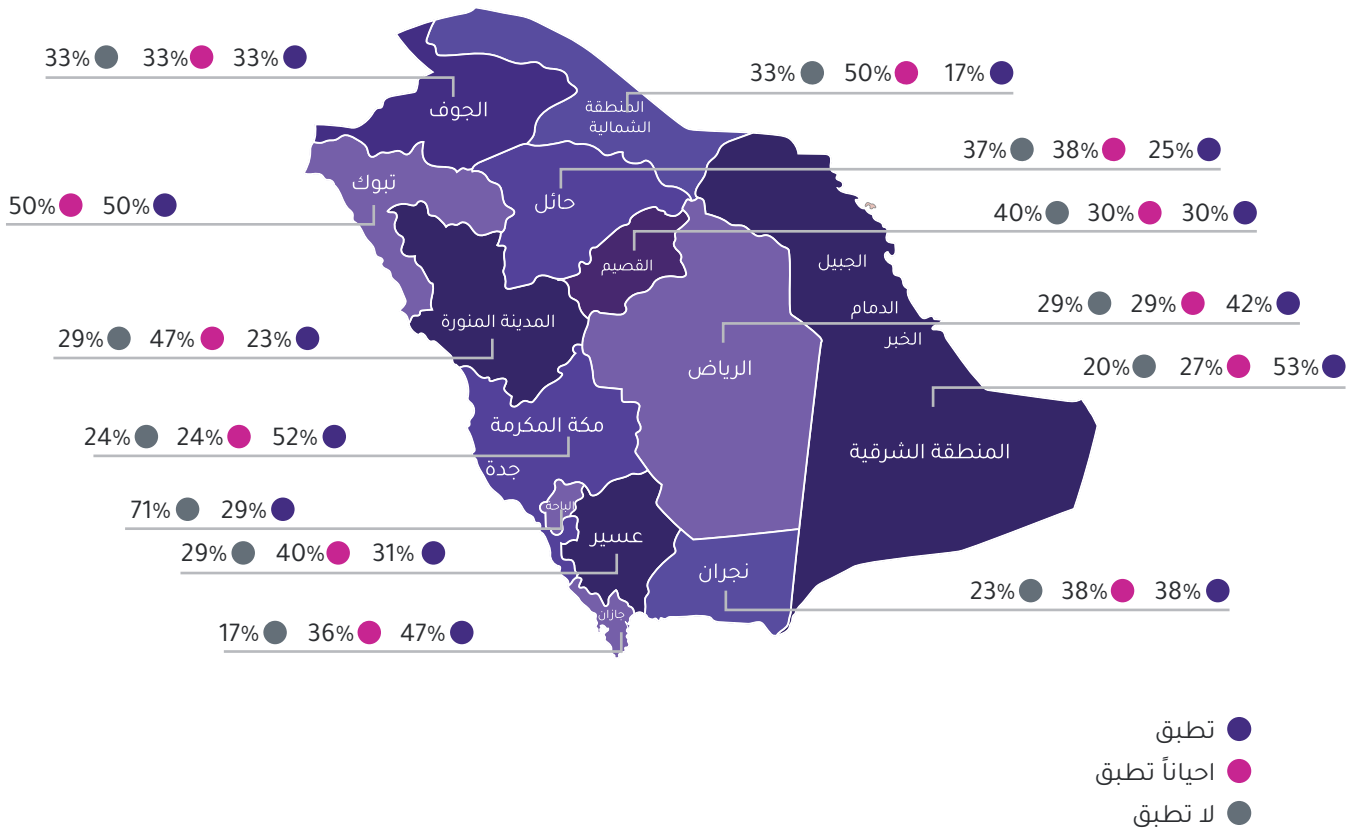 33% 33% 33%
33% 50% 17%
الجوف
المنطقة
الشمالية
37% 38% 25%
تبوك
حائل
50% 50%
40% 30% 30%
القصيم
الجبيل
29% 29% 42%
الدمام
المدينة المنورة
الخبر
29% 47% 23%
الرياض
20% 27% 53%
مكة المكرمة
24% 24% 52%
المنطقة الشرقية
جدة
71% 29%
الباحة
عسير
29% 40% 31%
نجران
23% 38% 38%
جازان
17% 36% 47%
تطبق
احياناً تطبق
لا تطبق